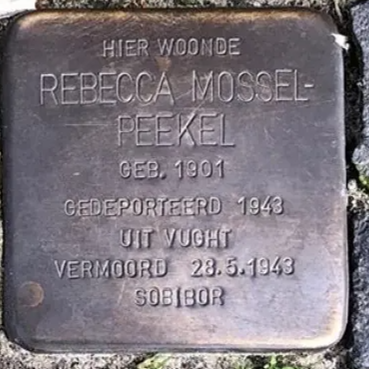 HIER WOONDE
REBECCA MOSSEL-
PEEKEL
GEB. 1901
GEDEPORTEERD 1943
UIT VUGHT
VERMOORD 28.5.1943
SOBIBOR